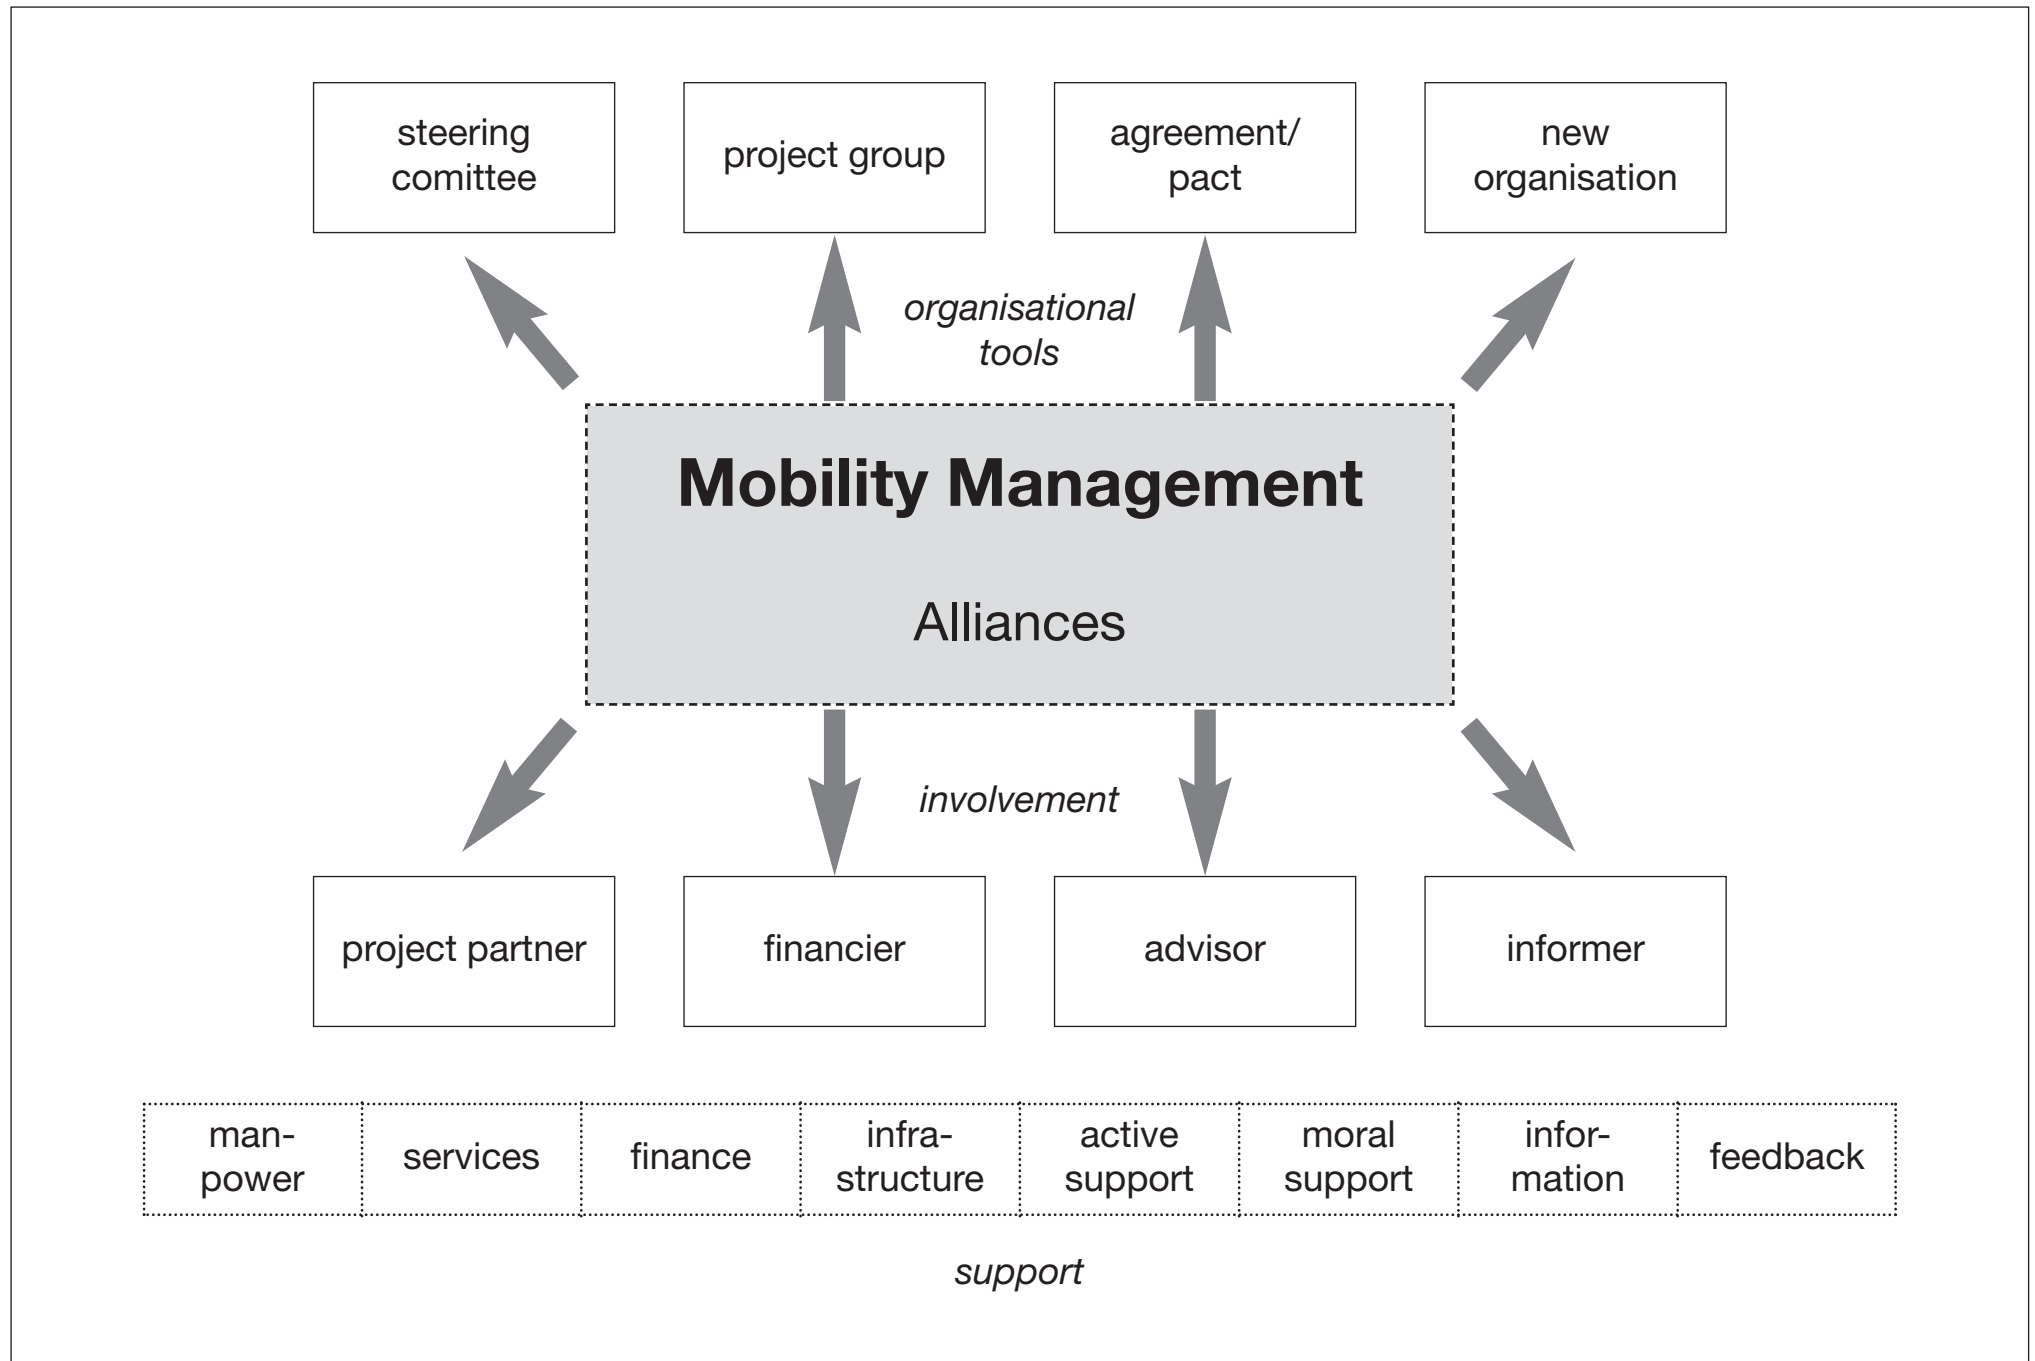 steering
comittee
project group
agreement/
pact
new
organisation
organisational
tools
Mobility Management
Alliances
involvement
project partner
financier
advisor
informer
man-
power
services
finance
infra-
structure
active
support
moral
support
infor-
mation
feedback
support